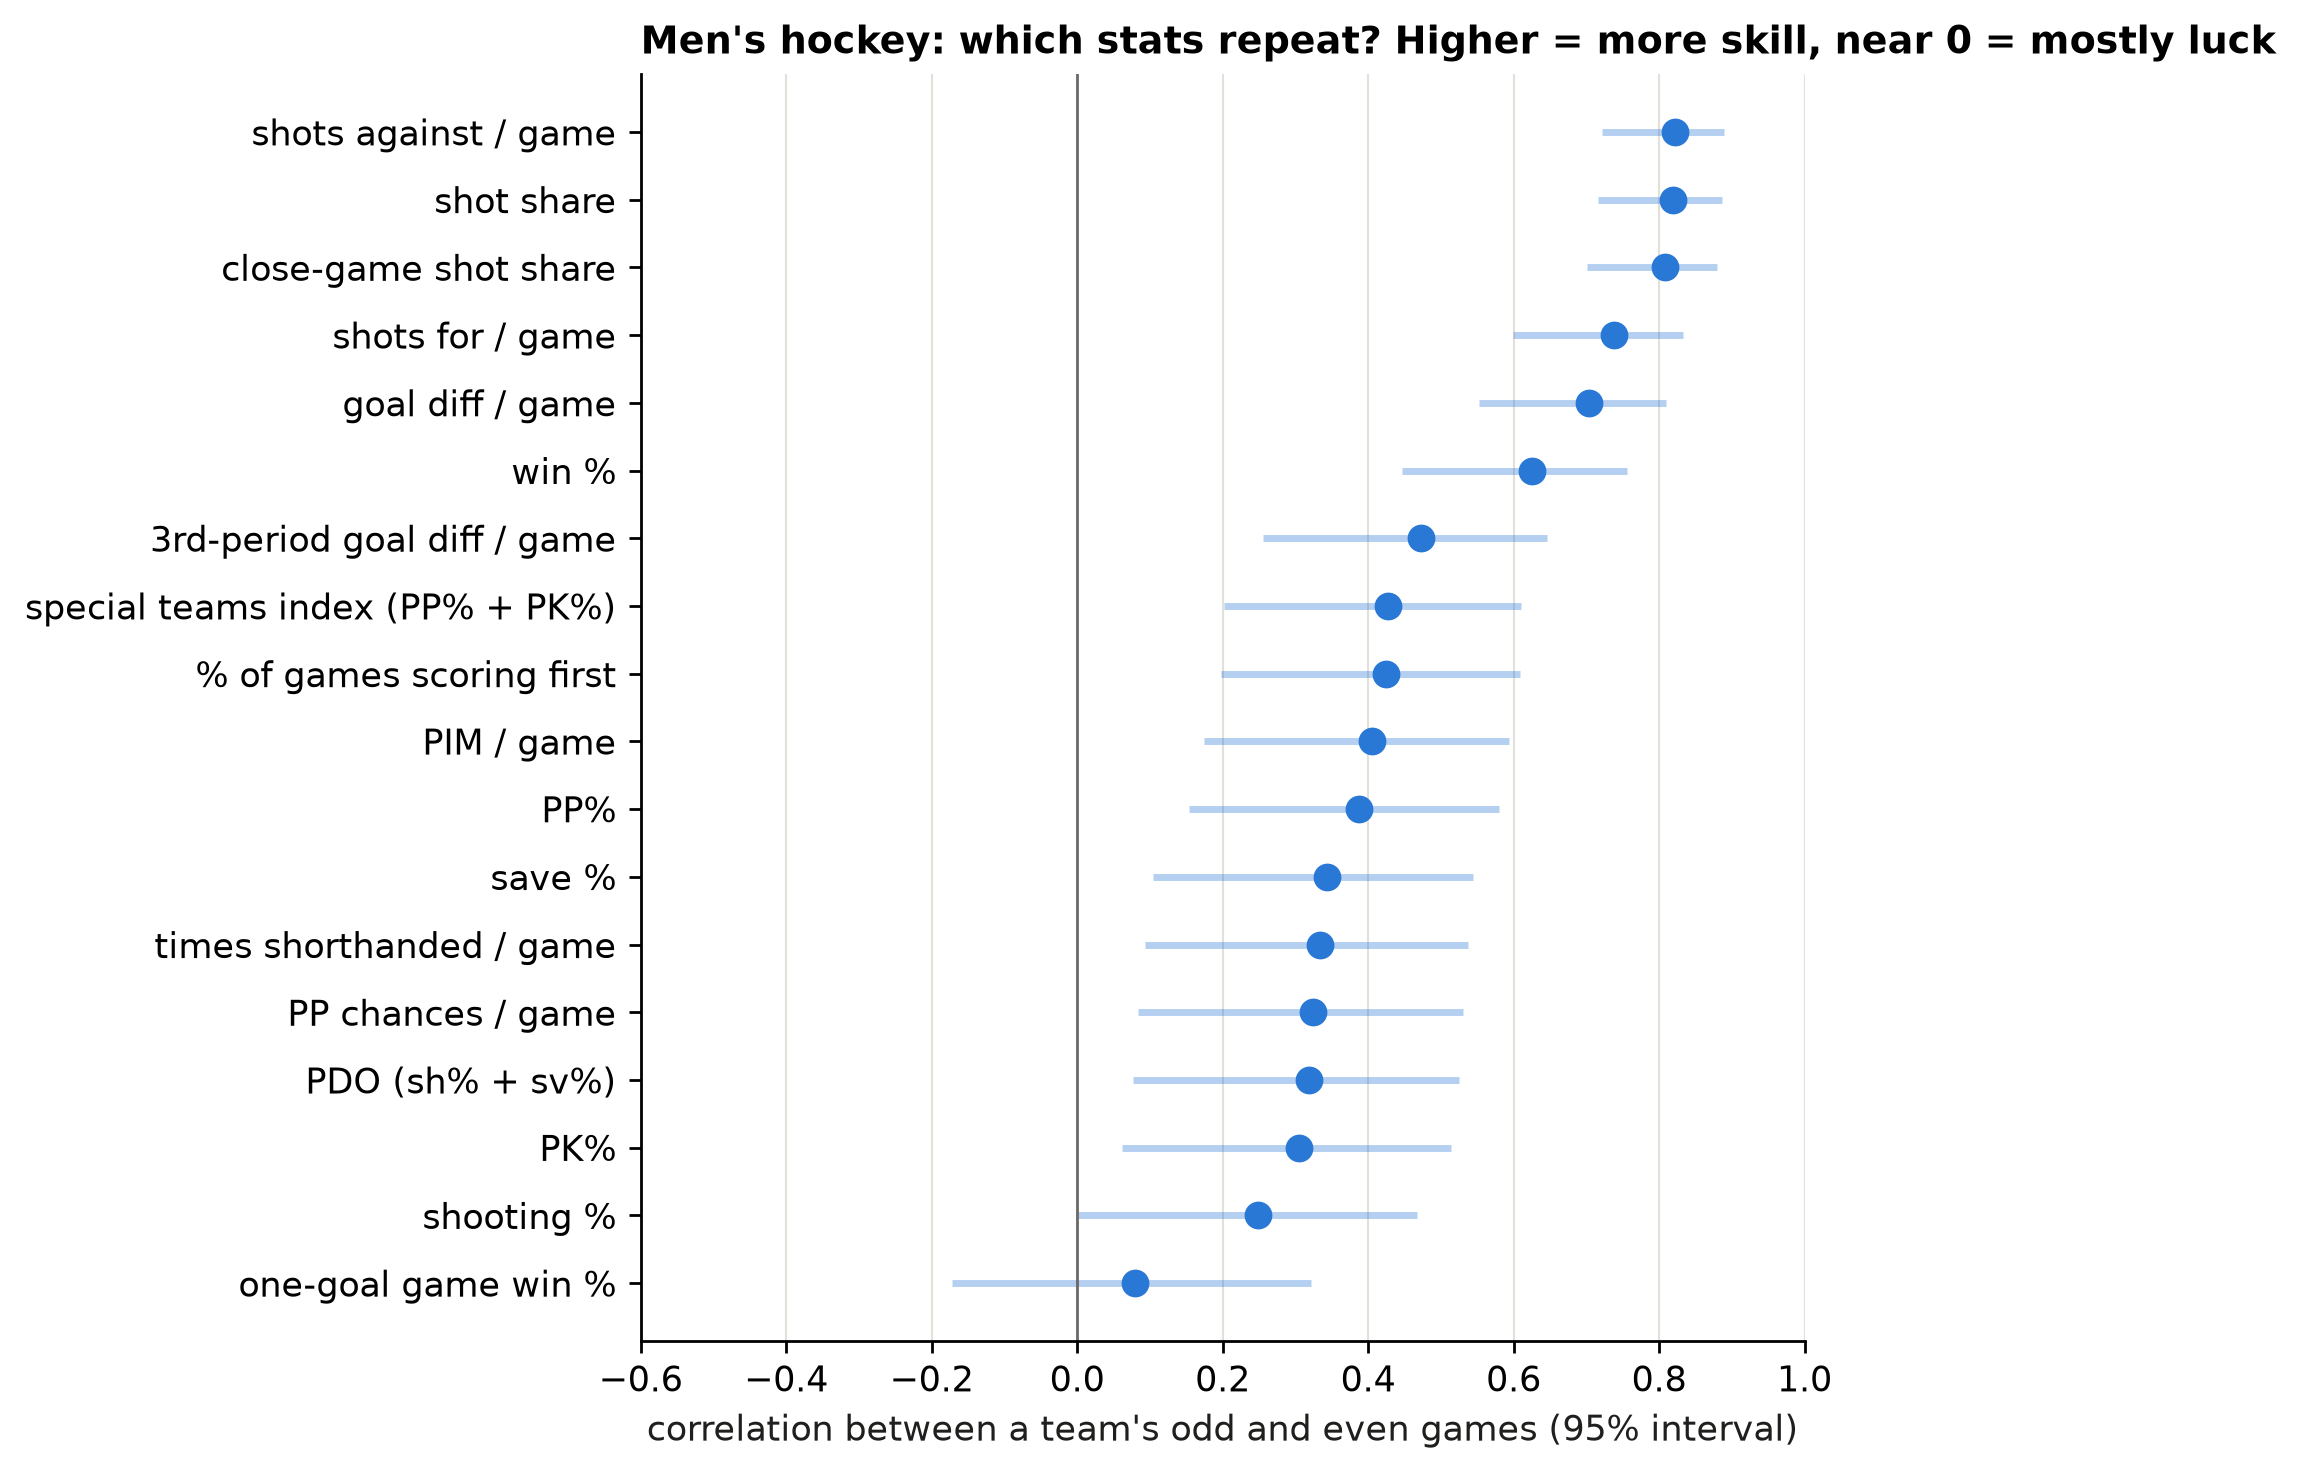 Men's hockey: which stats repeat? Higher = more skill, near 0 = mostly luck
shots against / game
shot share
close-game shot share
shots for / game
goal diff / game
win %
3rd-period goal diff / game
special teams index (PP% + PK%)
% of games scoring first
PIM / game
PP%
save %
times shorthanded / game
PP chances / game
PDO (sh% + sv%)
PK%
shooting %
one-goal game win %
−0.6 −0.4 −0.2 0.0 0.2 0.4 0.6 0.8 1.0
correlation between a team's odd and even games (95% interval)